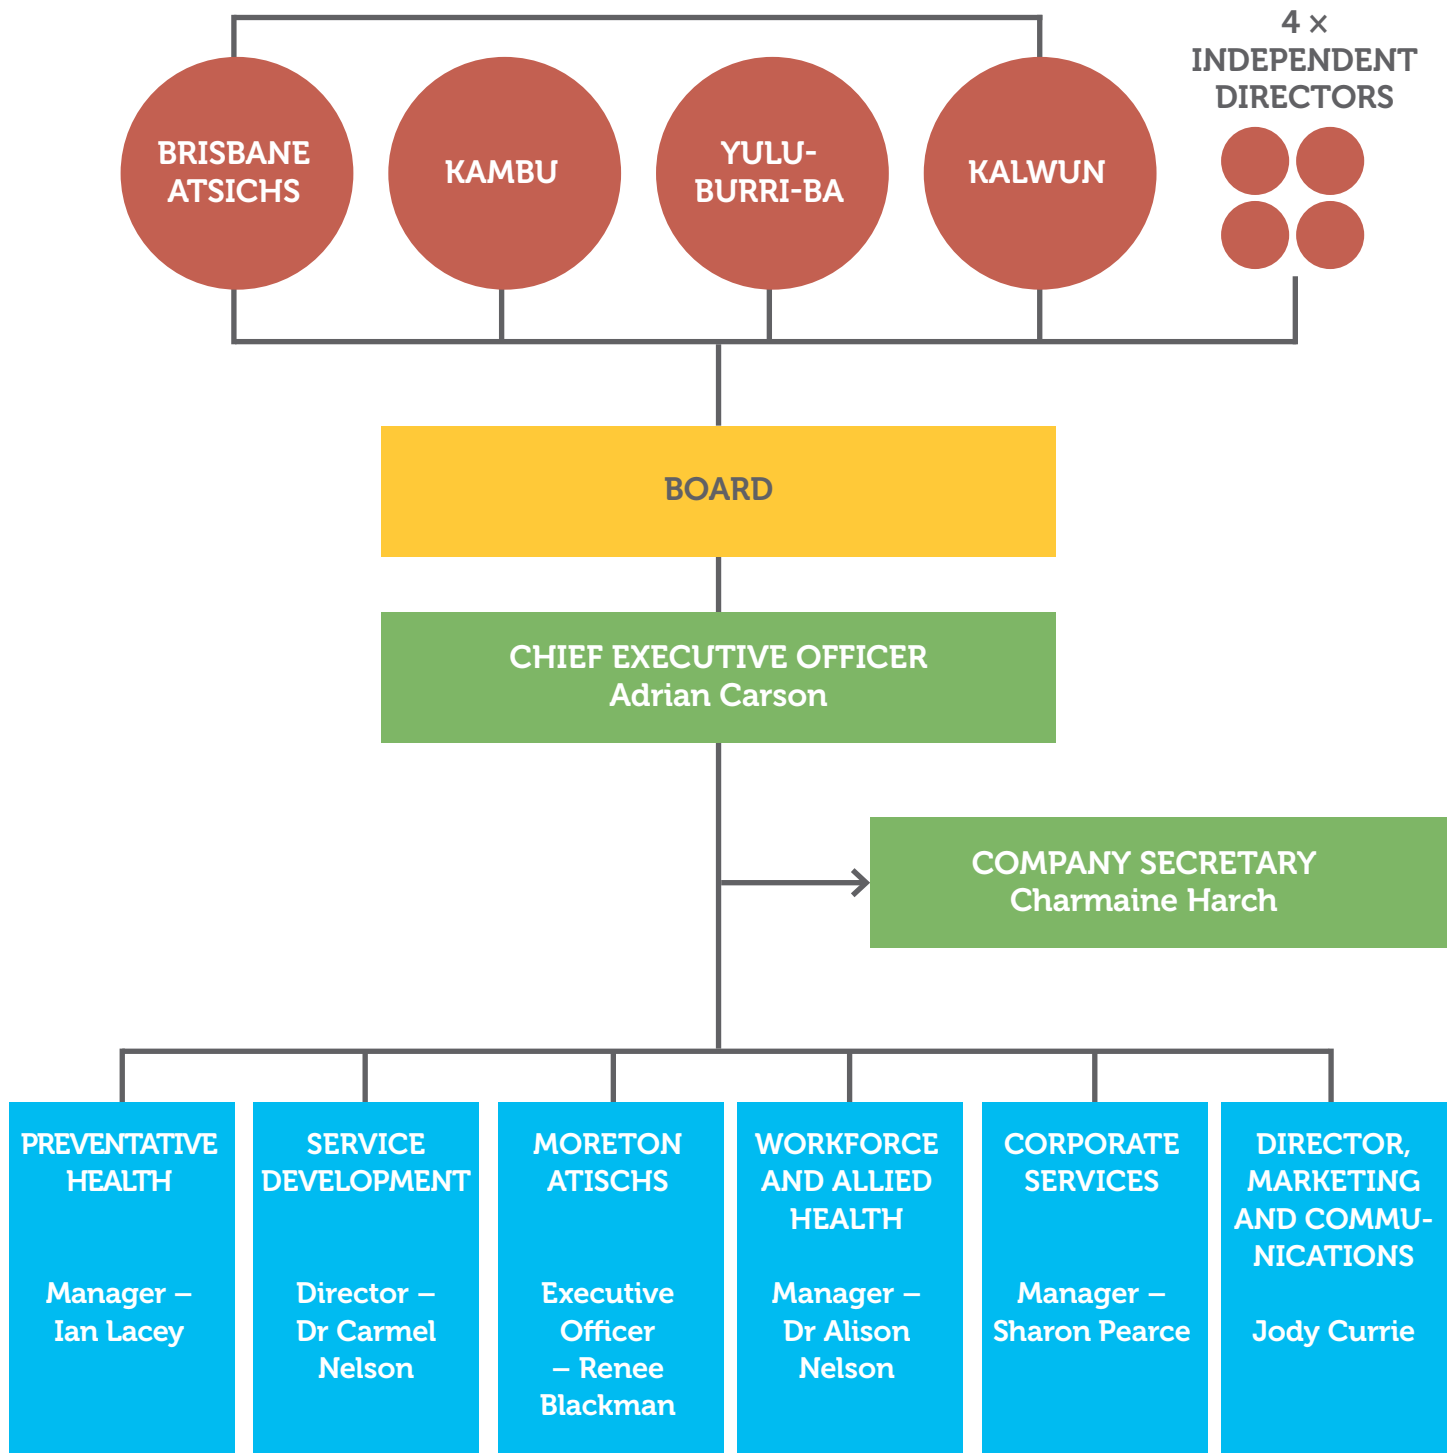 4 ×
INDEPENDENT
DIRECTORS
BRISBANE
ATSICHS
KAMBU
YULU-
BURRI-BA
KALWUN
BOARD
CHIEF EXECUTIVE OFFICER
Adrian Carson
COMPANY SECRETARY
Charmaine Harch
PREVENTATIVE
HEALTH
Manager –
Ian Lacey
SERVICE
DEVELOPMENT
Director –
Dr Carmel
Nelson
MORETON
ATISCHS
Executive
Officer
– Renee
Blackman
WORKFORCE
AND ALLIED
HEALTH
Manager –
Dr Alison
Nelson
CORPORATE
SERVICES
Manager –
Sharon Pearce
DIRECTOR,
MARKETING
AND COMMU-
NICATIONS
Jody Currie